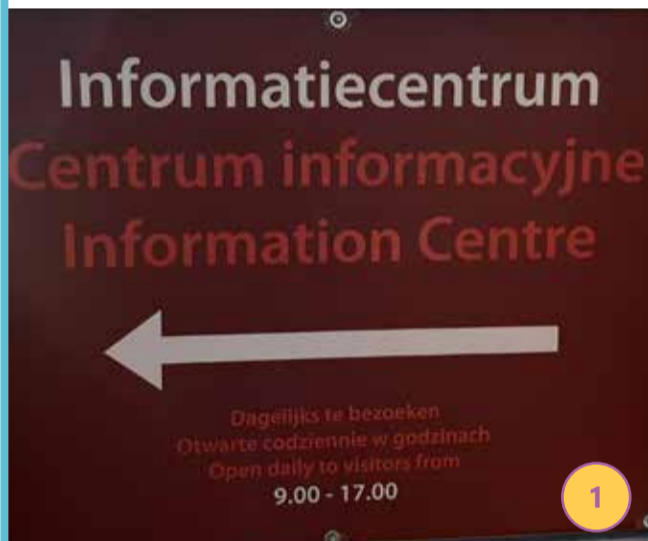 Informatiecentrum
Centrum informacyjne
Information Centre
Dagelijks te bezoeken
Otwarte codziennie w godzinach
Open daily to visitors from
9.00 - 17.00
1